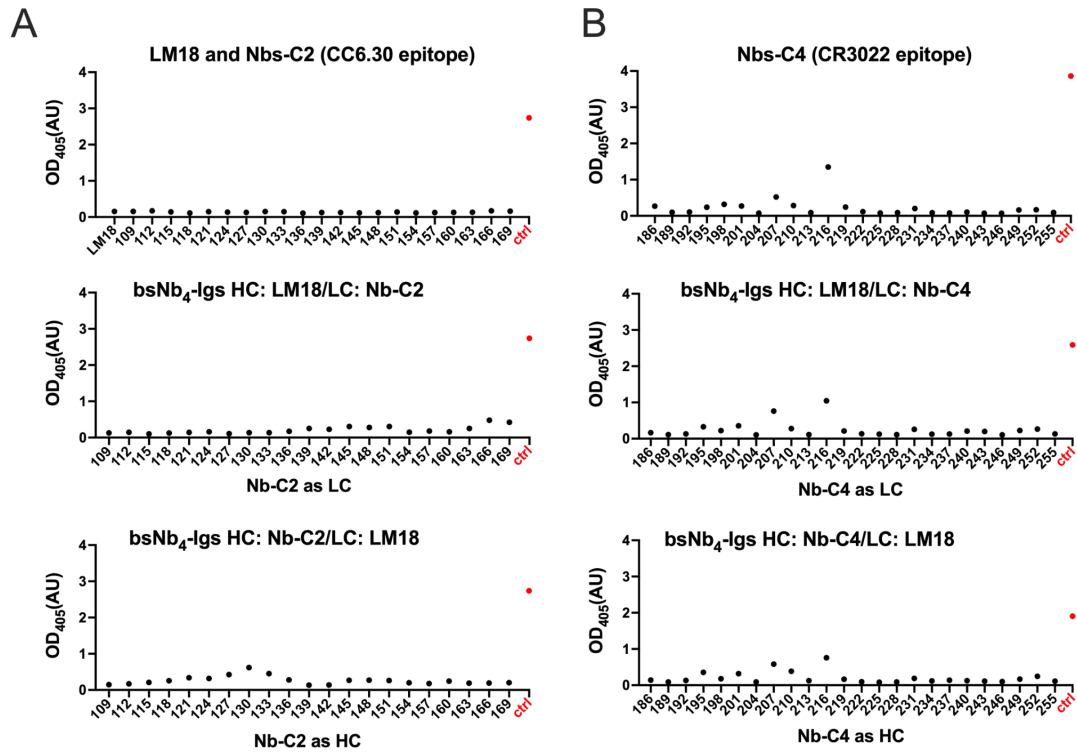 A
LM18 and Nbs-C2 (CC6.30 epitope)
OD405(AU)
4
3
2
1
0
LM18 109 112 115 118 121 124 127 130 133 136 139 142 145 148 151 154 157 160 163 166 169 ctrl
bsNb4-Igs HC: LM18/LC: Nb-C2
OD405(AU)
4
3
2
1
0
109 112 115 118 121 124 127 130 133 136 139 142 145 148 151 154 157 160 163 166 169 ctrl
Nb-C2 as LC
bsNb4-Igs HC: Nb-C2/LC: LM18
OD405(AU)
4
3
2
1
0
109 112 115 118 121 124 127 130 133 136 139 142 145 148 151 154 157 160 163 166 169 ctrl
Nb-C2 as HC
B
Nbs-C4 (CR3022 epitope)
OD405(AU)
4
3
2
1
0
186 189 192 195 198 201 204 207 210 213 216 219 222 225 228 231 234 237 240 243 246 249 252 255 ctrl
bsNb4-Igs HC: LM18/LC: Nb-C4
OD405(AU)
4
3
2
1
0
186 189 192 195 198 201 204 207 210 213 216 219 222 225 228 231 234 237 240 243 246 249 252 255 ctrl
Nb-C4 as LC
bsNb4-Igs HC: Nb-C4/LC: LM18
OD405(AU)
4
3
2
1
0
186 189 192 195 198 201 204 207 210 213 216 219 222 225 228 231 234 237 240 243 246 249 252 255 ctrl
Nb-C4 as HC